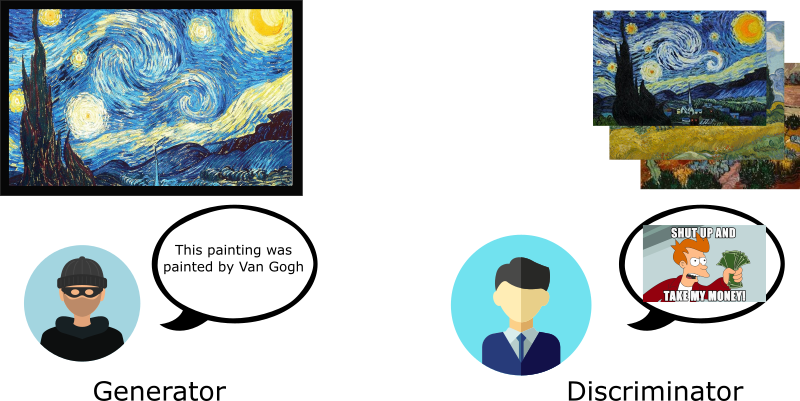 This painting was
painted by Van Gogh
SHUT UP AND
TAKE MY MONEY!
Generator
Discriminator